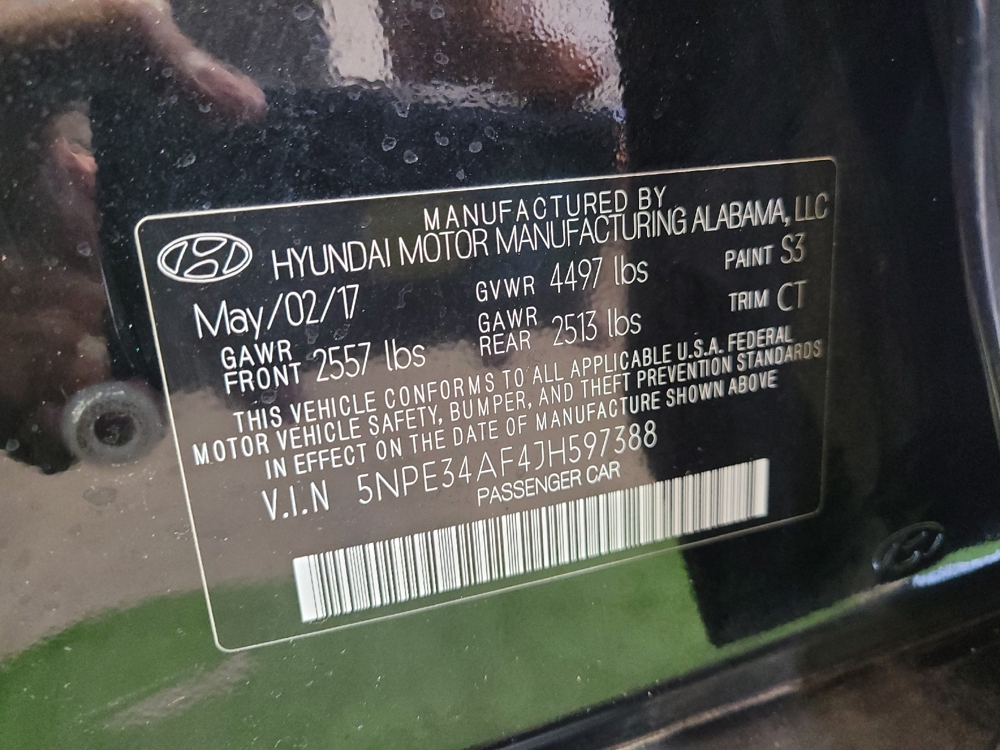 MANUFACTURED BY
HYUNDAI MOTOR MANUFACTURING ALABAMA, LLC
May/02/17 GVWR 4497 lbs PAINT S3
GAWR FRONT 2557 lbs GAWR REAR 2513 lbs TRIM CT
THIS VEHICLE CONFORMS TO ALL APPLICABLE U.S.A. FEDERAL
MOTOR VEHICLE SAFETY, BUMPER, AND THEFT PREVENTION STANDARDS
IN EFFECT ON THE DATE OF MANUFACTURE SHOWN ABOVE
V.I.N 5NPE34AF4JH597388
PASSENGER CAR